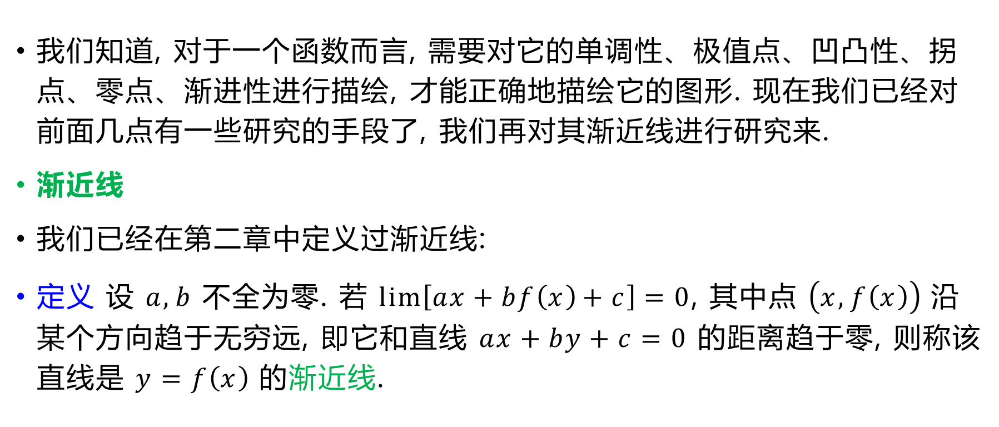 • 我们知道, 对于一个函数而言, 需要对它的单调性、极值点、凹凸性、拐
点、零点、渐进性进行描绘, 才能正确地描绘它的图形. 现在我们已经对
前面几点有一些研究的手段了, 我们再对其渐近线进行研究来.
• 渐近线
• 我们已经在第二章中定义过渐近线:
• 定义 设 a, b 不全为零. 若 lim[ax + bf(x) + c] = 0, 其中点 (x, f(x)) 沿
某个方向趋于无穷远, 即它和直线 ax + by + c = 0 的距离趋于零, 则称该
直线是 y = f(x) 的渐近线.